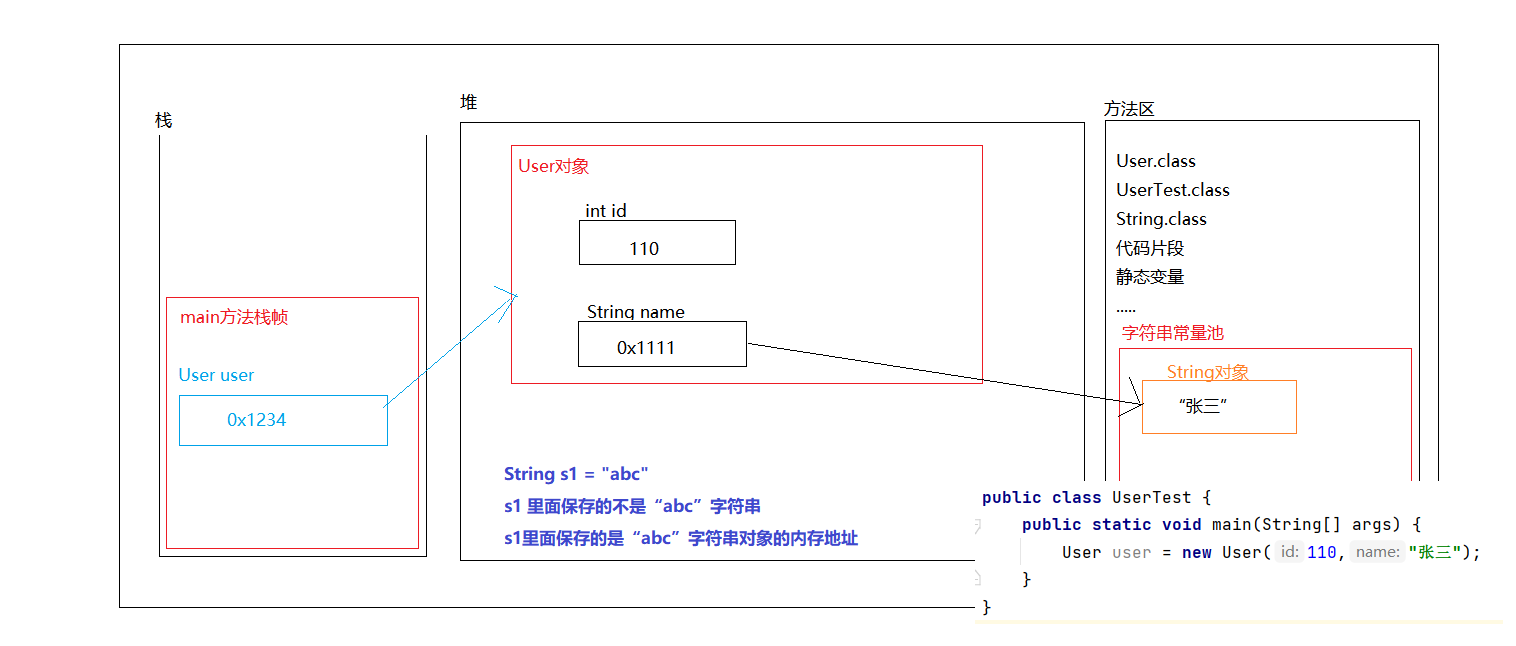 栈
main方法栈帧
User user
0x1234
堆
User对象
int id
110
String name
0x1111
String s1 = "abc"
s1 里面保存的不是“abc”字符串
s1里面保存的是“abc”字符串对象的内存地址
方法区
User.class
UserTest.class
String.class
代码片段
静态变量
.....
字符串常量池
String对象
“张三”
public class UserTest {
    public static void main(String[] args) {
        User user = new User( id: 110, name: "张三");
    }
}